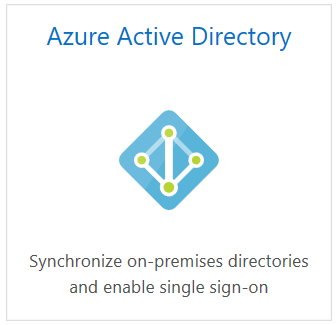 Azure Active Directory
Synchronize on-premises directories
and enable single sign-on